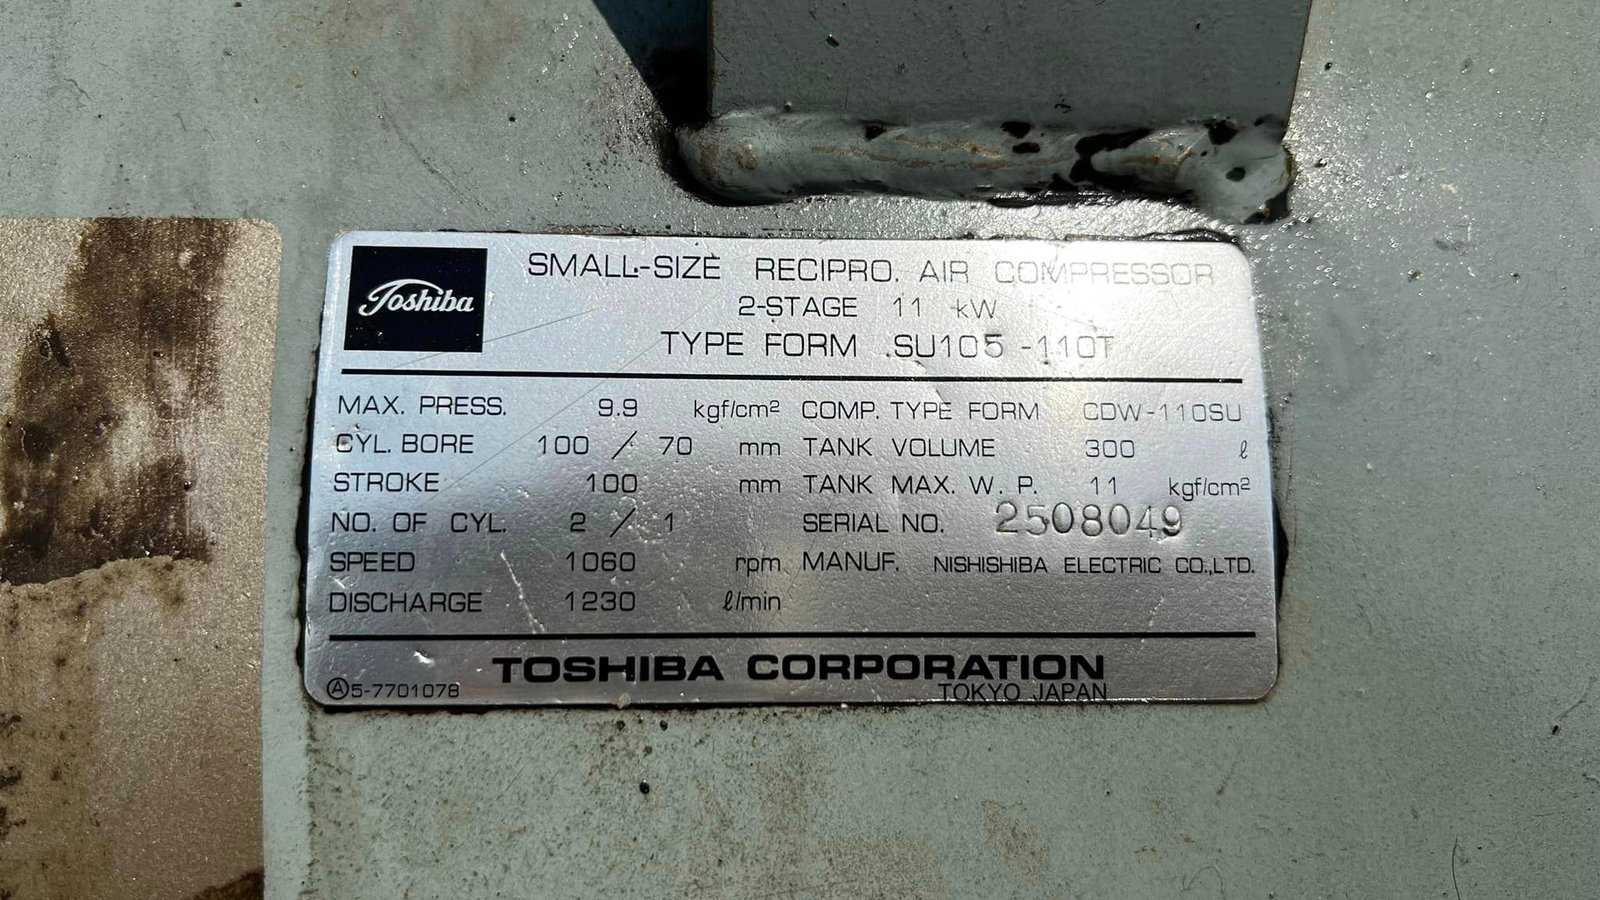 Toshiba
SMALL-SIZE RECIPRO. AIR COMPRESSOR
2-STAGE 11 kW
TYPE FORM SU105-110T
MAX. PRESS. 9.9 kgf/cm² COMP. TYPE FORM CDW-110SU
CYL. BORE 100 / 70 mm TANK VOLUME 300 ℓ
STROKE 100 mm TANK MAX. W. P. 11 kgf/cm²
NO. OF CYL. 2 / 1 SERIAL NO. 2508049
SPEED 1060 rpm MANUF. NISHISHIBA ELECTRIC CO.,LTD.
DISCHARGE 1230 ℓ/min
TOSHIBA CORPORATION
Ⓐ5-7701078 TOKYO JAPAN